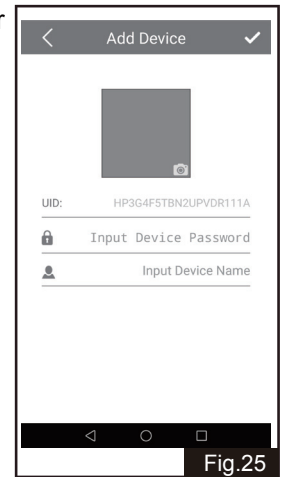 r
Add Device
UID: HP3G4F5TBN2UPVDR111A
Input Device Password
Input Device Name
Fig.25